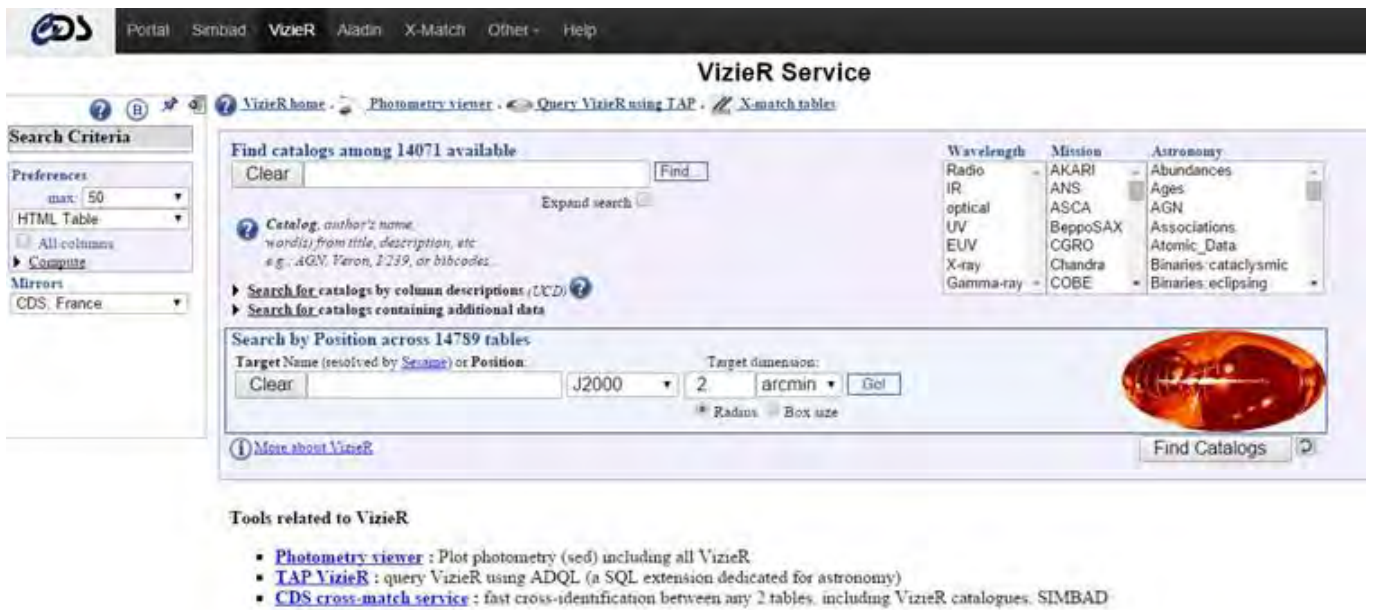 CDS Portal Simbad VizieR Aladin X-Match Other Help
VizieR Service
? B ? VizieR home . Photometry viewer . Query VizieR using TAP . X-match tables
Search Criteria
Preferences
max: 50
HTML Table
All columns
Compute
Mirrors
CDS, France
Find catalogs among 14071 available
Clear Find...
Expand search
? Catalog, author's name,
word(s) from title, description, etc.
e.g.: AGN, Veron, I/239, or bibcodes...
Search for catalogs by column descriptions (UCD) ?
Search for catalogs containing additional data
Wavelength Mission Astronomy
Radio AKARI Abundances
IR ANS Ages
optical ASCA AGN
UV BeppoSAX Associations
EUV CGRO Atomic_Data
X-ray Chandra Binaries:cataclysmic
Gamma-ray COBE Binaries:eclipsing
Search by Position across 14789 tables
Target Name (resolved by Sesame) or Position: Target dimension:
Clear J2000 2 arcmin Go!
Radius Box size
i More about VizieR Find Catalogs
Tools related to VizieR
Photometry viewer : Plot photometry (sed) including all VizieR
TAP VizieR : query VizieR using ADQL (a SQL extension dedicated for astronomy)
CDS cross-match service : fast cross-identification between any 2 tables, including VizieR catalogues, SIMBAD